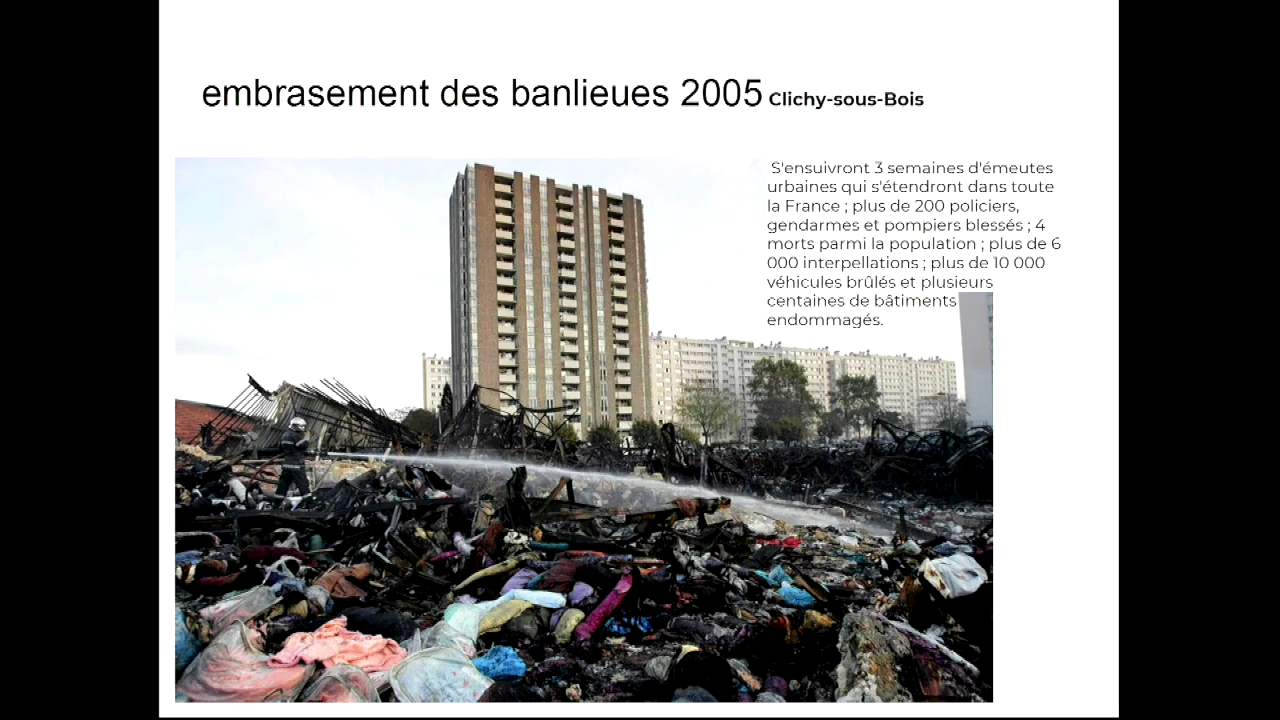 embrasement des banlieues 2005 Clichy-sous-Bois
S'ensuivront 3 semaines d'émeutes
urbaines qui s'étendront dans toute
la France ; plus de 200 policiers,
gendarmes et pompiers blessés ; 4
morts parmi la population ; plus de 6
000 interpellations ; plus de 10 000
véhicules brûlés et plusieurs
centaines de bâtiments
endommagés.